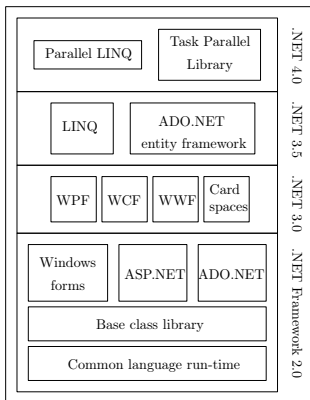 Parallel LINQ
Task Parallel
Library
.NET 4.0
LINQ
ADO.NET
entity framework
.NET 3.5
WPF
WCF
WWF
Card
spaces
.NET 3.0
Windows
forms
ASP.NET
ADO.NET
Base class library
Common language run-time
.NET Framework 2.0